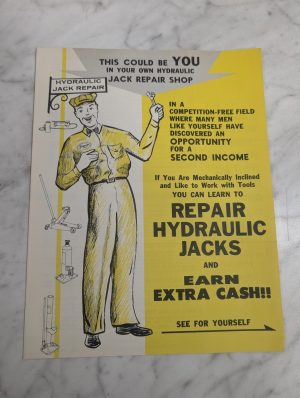 THIS COULD BE YOU
IN YOUR OWN HYDRAULIC
JACK REPAIR SHOP
HYDRAULIC
JACK REPAIR
IN A
COMPETITION-FREE FIELD
WHERE MANY MEN
LIKE YOURSELF HAVE
DISCOVERED AN
OPPORTUNITY
FOR A
SECOND INCOME
If You Are Mechanically Inclined
and Like to Work with Tools
YOU CAN LEARN TO
REPAIR
HYDRAULIC
JACKS
AND
EARN
EXTRA CASH!!
SEE FOR YOURSELF